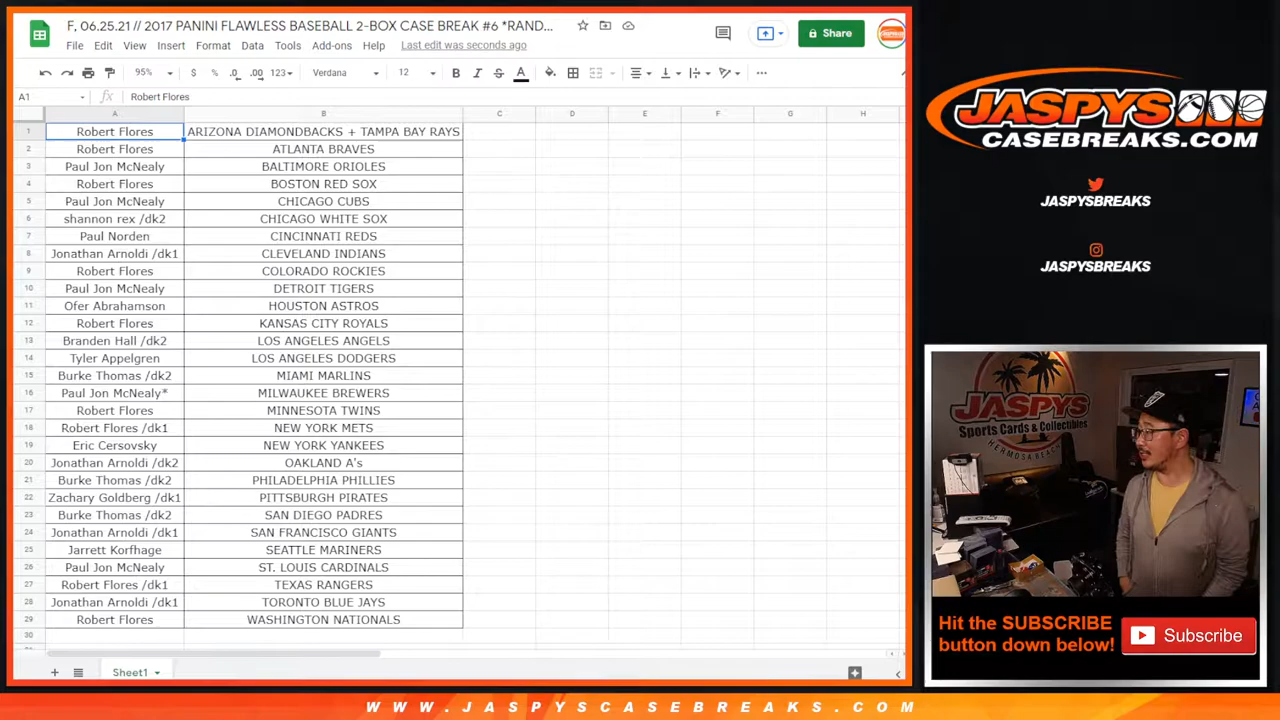 F, 06.25.21 // 2017 PANINI FLAWLESS BASEBALL 2-BOX CASE BREAK #6 *RAND...
File Edit View Insert Format Data Tools Add-ons Help Last edit was seconds ago
Share
95% $ % .0 .00 123 Verdana 12 B I S A
A1 fx Robert Flores
A B C D E F G H
1 Robert Flores ARIZONA DIAMONDBACKS + TAMPA BAY RAYS
2 Robert Flores ATLANTA BRAVES
3 Paul Jon McNealy BALTIMORE ORIOLES
4 Robert Flores BOSTON RED SOX
5 Paul Jon McNealy CHICAGO CUBS
6 shannon rex /dk2 CHICAGO WHITE SOX
7 Paul Norden CINCINNATI REDS
8 Jonathan Arnoldi /dk1 CLEVELAND INDIANS
9 Robert Flores COLORADO ROCKIES
10 Paul Jon McNealy DETROIT TIGERS
11 Ofer Abrahamson HOUSTON ASTROS
12 Robert Flores KANSAS CITY ROYALS
13 Branden Hall /dk2 LOS ANGELES ANGELS
14 Tyler Appelgren LOS ANGELES DODGERS
15 Burke Thomas /dk2 MIAMI MARLINS
16 Paul Jon McNealy* MILWAUKEE BREWERS
17 Robert Flores MINNESOTA TWINS
18 Robert Flores /dk1 NEW YORK METS
19 Eric Cersovsky NEW YORK YANKEES
20 Jonathan Arnoldi /dk2 OAKLAND A's
21 Burke Thomas /dk2 PHILADELPHIA PHILLIES
22 Zachary Goldberg /dk1 PITTSBURGH PIRATES
23 Burke Thomas /dk2 SAN DIEGO PADRES
24 Jonathan Arnoldi /dk1 SAN FRANCISCO GIANTS
25 Jarrett Korfhage SEATTLE MARINERS
26 Paul Jon McNealy ST. LOUIS CARDINALS
27 Robert Flores /dk1 TEXAS RANGERS
28 Jonathan Arnoldi /dk1 TORONTO BLUE JAYS
29 Robert Flores WASHINGTON NATIONALS
30
Sheet1
JASPYS
CASEBREAKS.COM
JASPYSBREAKS
JASPYSBREAKS
JASPYS
Sports Cards & Collectibles
HERMOSA BEACH
Hit the SUBSCRIBE
button down below!
Subscribe
WWW.JASPYSCASEBREAKS.COM